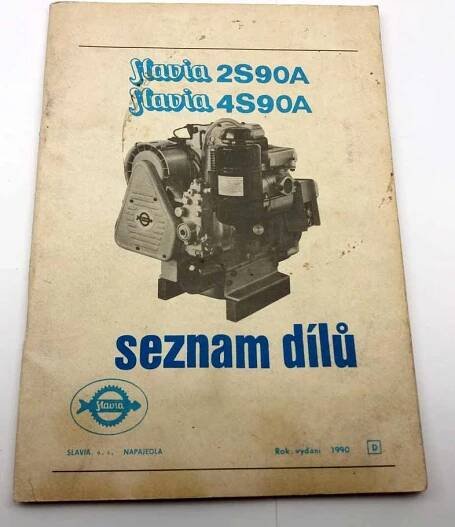 Slavia 2S90A
Slavia 4S90A
seznam dílů
Slavia
SLAVIA, NAPAJEDLA
Rok vydání 1990 D